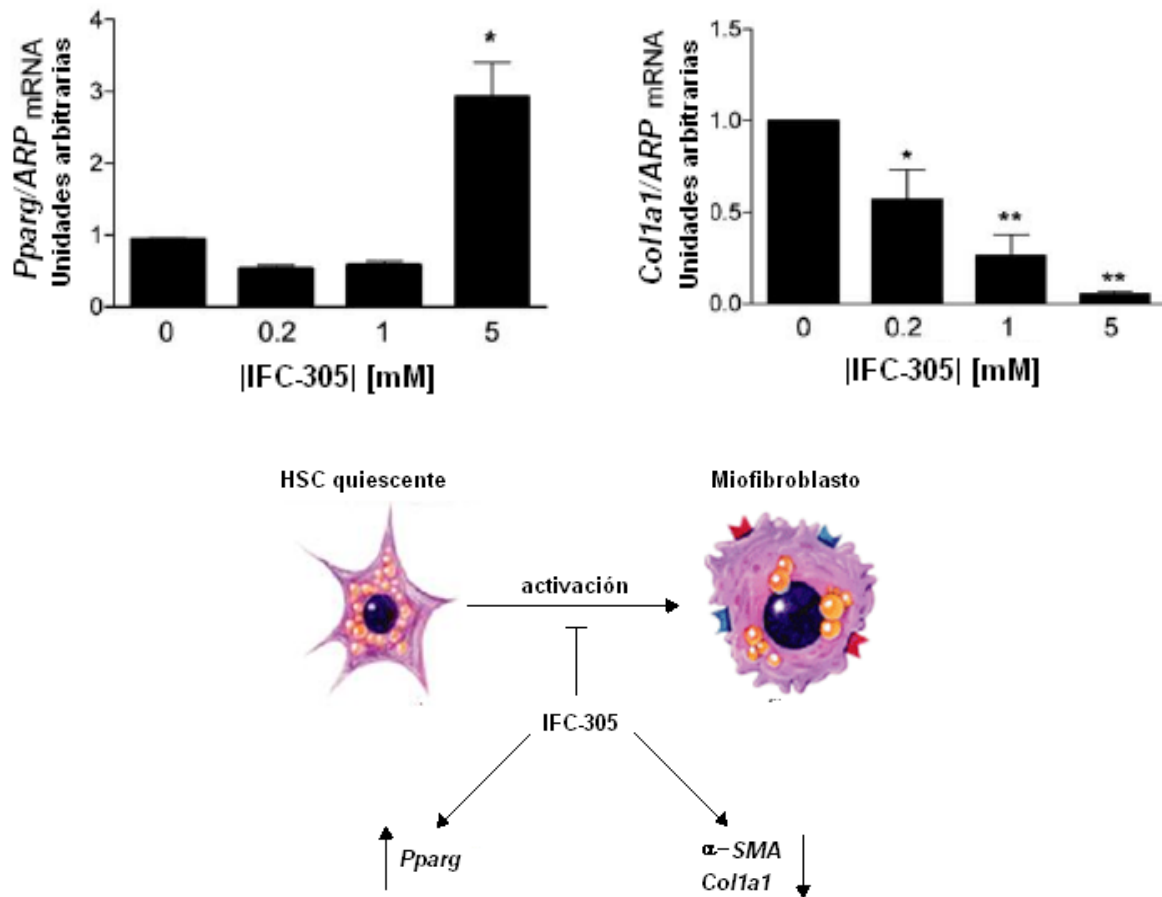 Pparg/ARP mRNA
Unidades arbitrarias
4
3
2
1
0
*
0 0.2 1 5
|IFC-305| [mM]
Col1a1/ARP mRNA
Unidades arbitrarias
1.5
1.0
0.5
0.0
*
**
**
0 0.2 1 5
|IFC-305| [mM]
HSC quiescente
Miofibroblasto
activación
IFC-305
Pparg
α-SMA
Col1a1